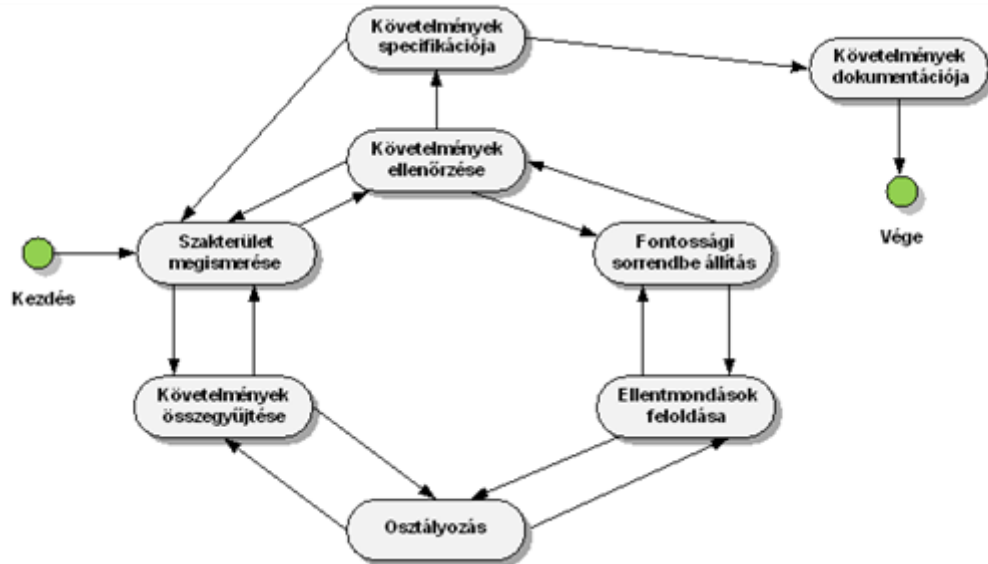 Követelmények
specifikációja
Követelmények
dokumentációja
Követelmények
ellenőrzése
Szakterület
megismerése
Fontossági
sorrendbe állítás
Vége
Kezdés
Követelmények
összegyűjtése
Ellentmondások
feloldása
Osztályozás